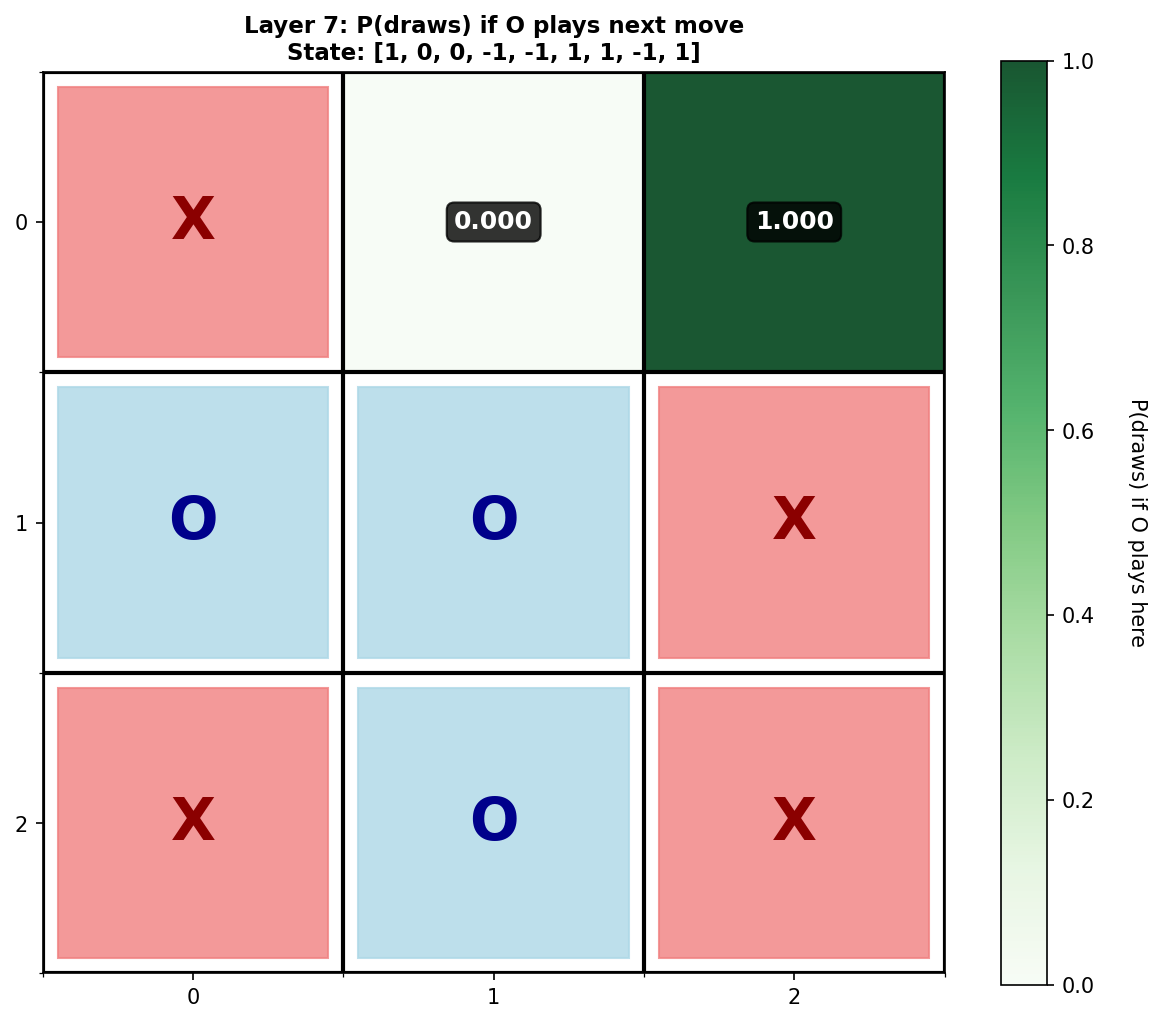 Layer 7: P(draws) if O plays next move
State: [1, 0, 0, -1, -1, 1, 1, -1, 1]
0
X
0.000
1.000
1
O
O
X
2
X
O
X
0
1
2
1.0
0.8
0.6
0.4
0.2
0.0
P(draws) if O plays here